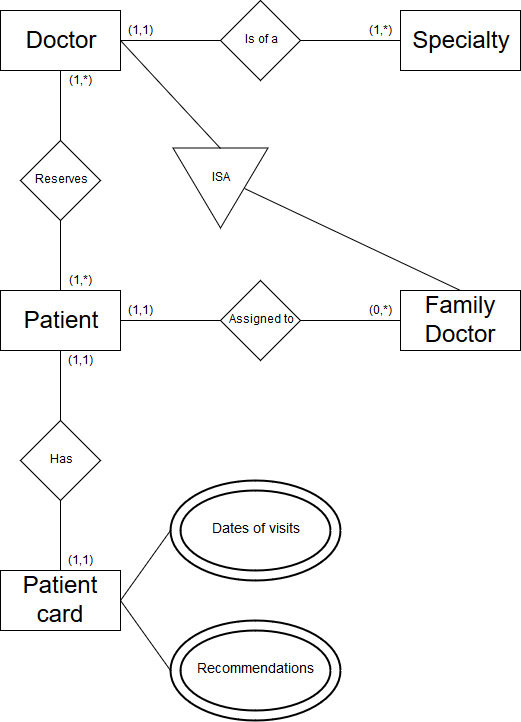 Doctor
(1,1)
Is of a
(1,*)
Specialty
(1,*)
Reserves
ISA
(1,*)
Patient
(1,1)
Assigned to
(0,*)
Family
Doctor
(1,1)
Has
(1,1)
Patient
card
Dates of visits
Recommendations